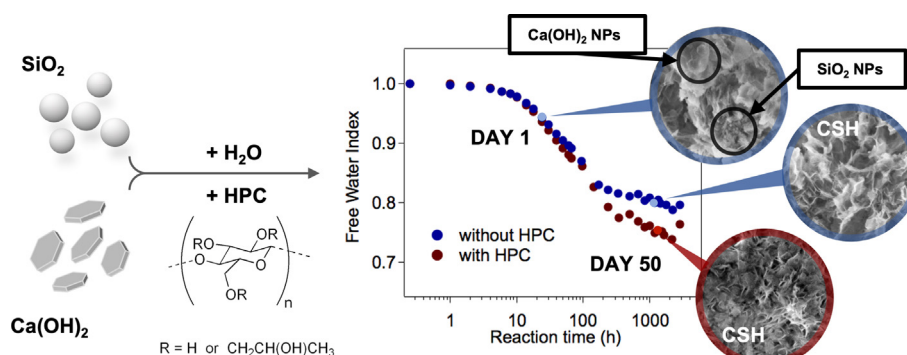 SiO2
Ca(OH)2
+ H2O
+ HPC
RO
OR
O
O
RO
OR
n
R = H or CH2CH(OH)CH3
Free Water Index
1.0
0.9
0.8
0.7
DAY 1
without HPC
with HPC
DAY 50
1
10
100
1000
Reaction time (h)
Ca(OH)2 NPs
SiO2 NPs
CSH
CSH